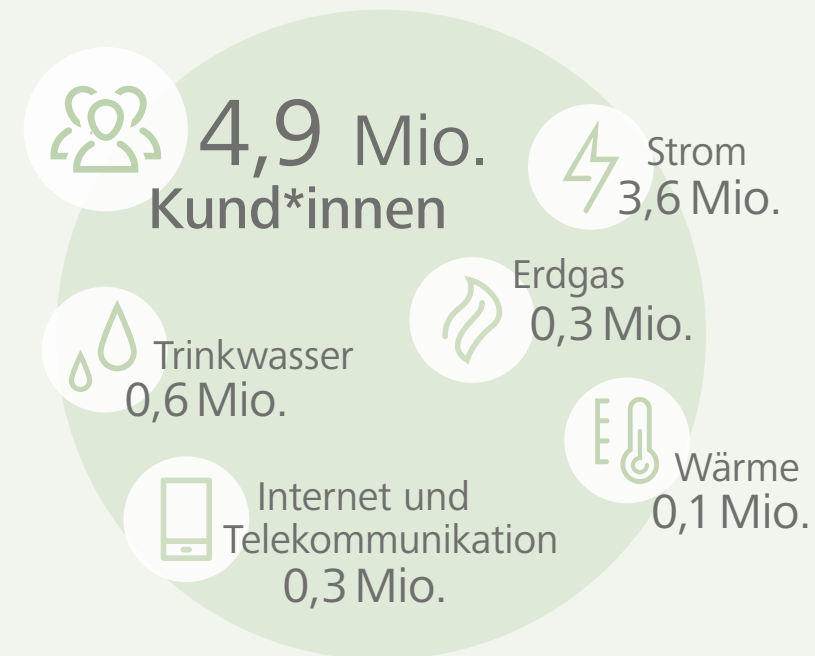 4,9 Mio.
Kund*innen
Strom
3,6 Mio.
Erdgas
0,3 Mio.
Trinkwasser
0,6 Mio.
Wärme
0,1 Mio.
Internet und
Telekommunikation
0,3 Mio.